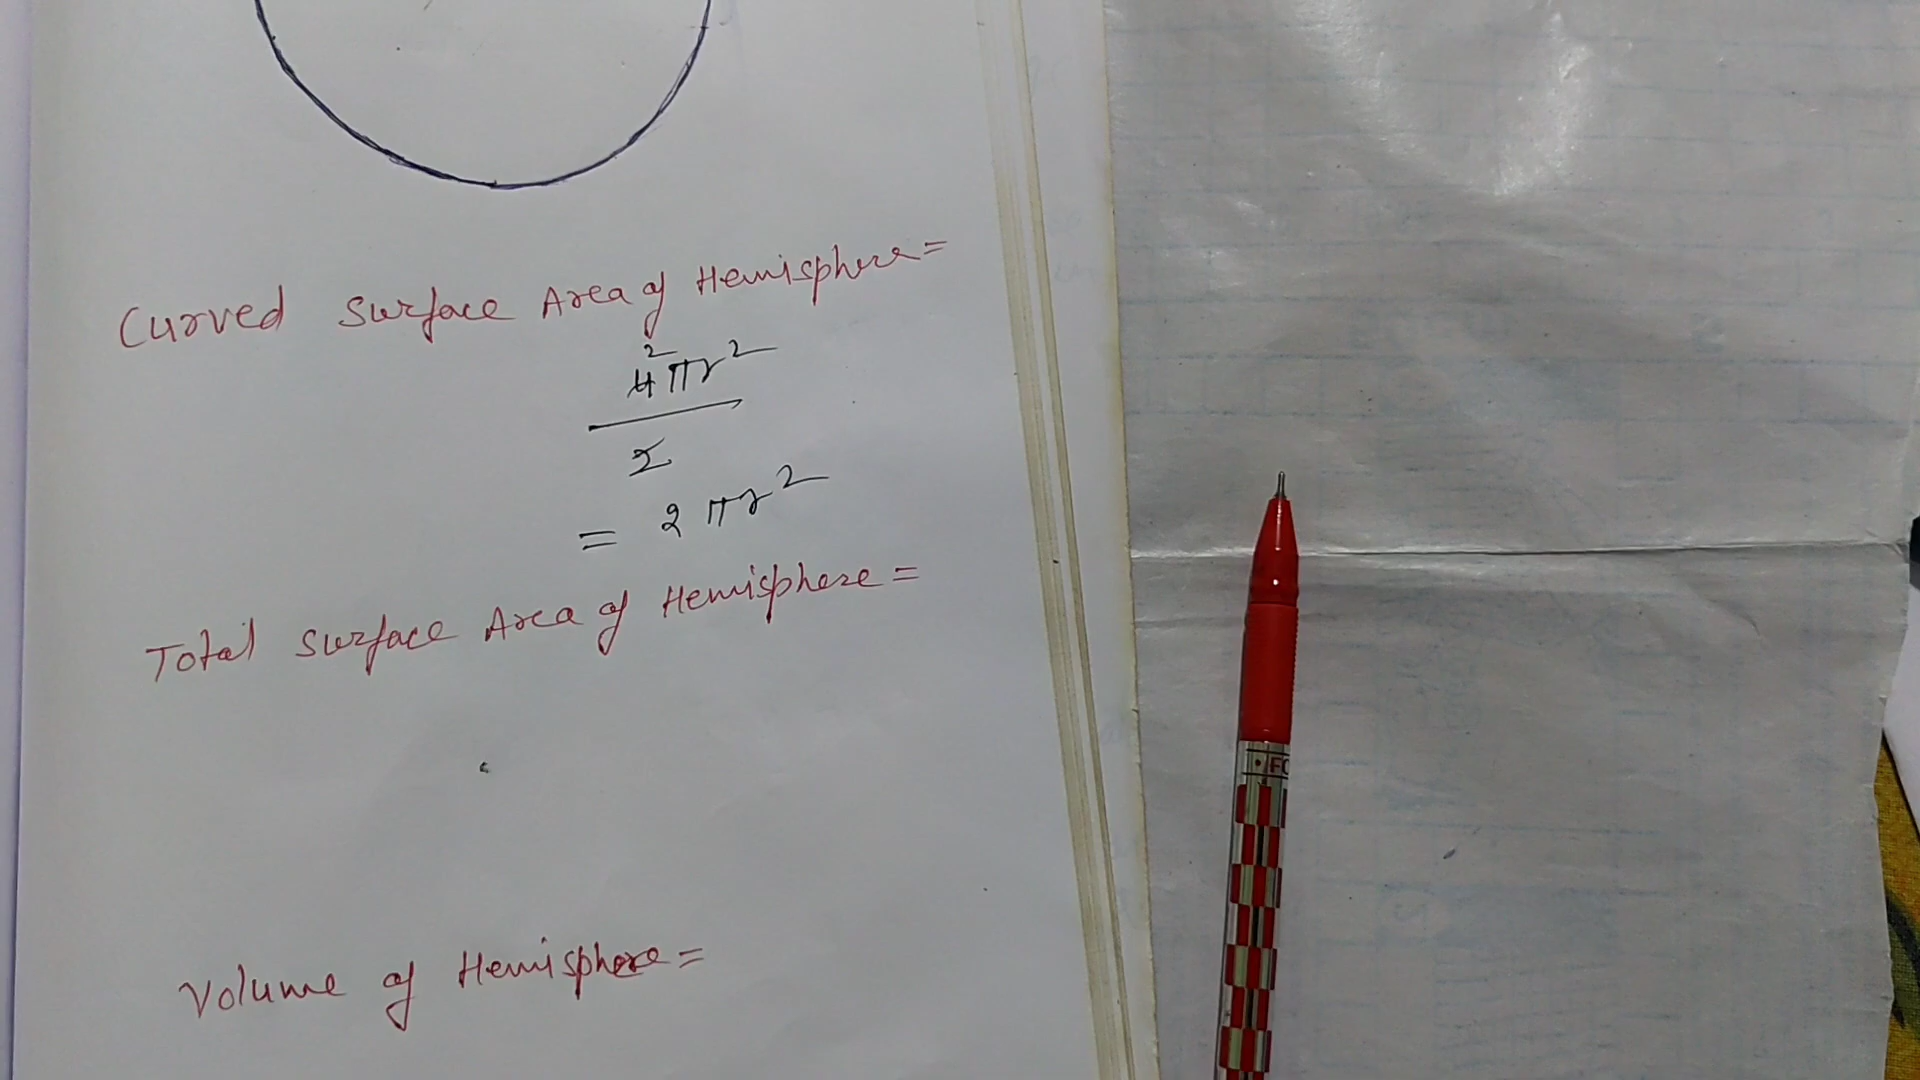 Curved Surface Area of Hemisphere =
2
4πr²
2
= 2πr²
Total Surface Area of Hemisphere =
Volume of Hemisphere =